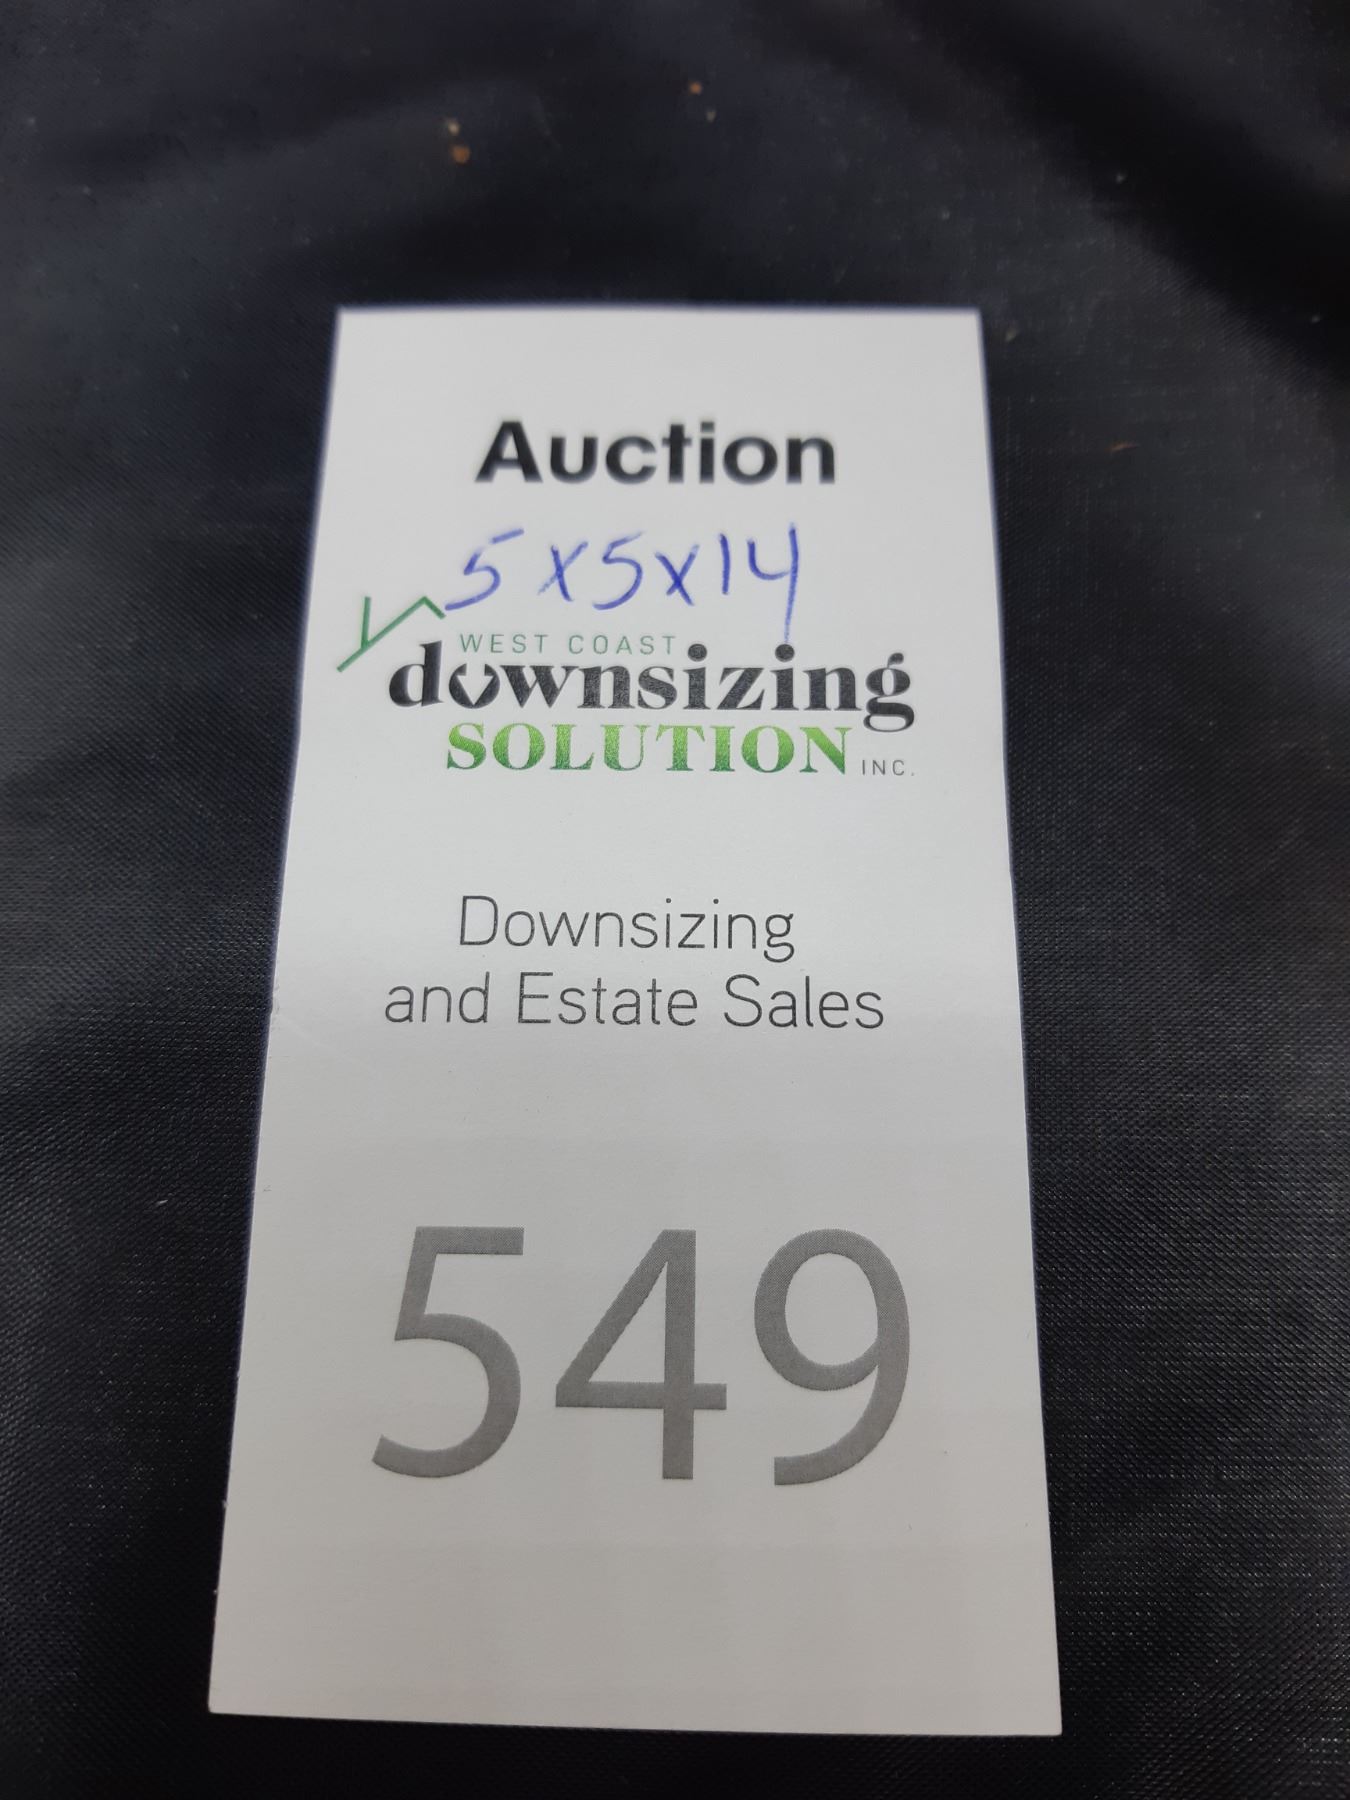 Auction
5x5x14
WEST COAST
downsizing
SOLUTION INC.
Downsizing
and Estate Sales
549